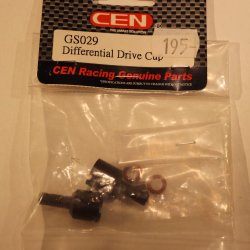 CEN
GS029
195-
Differential Drive Cup
CEN Racing Genuine Parts